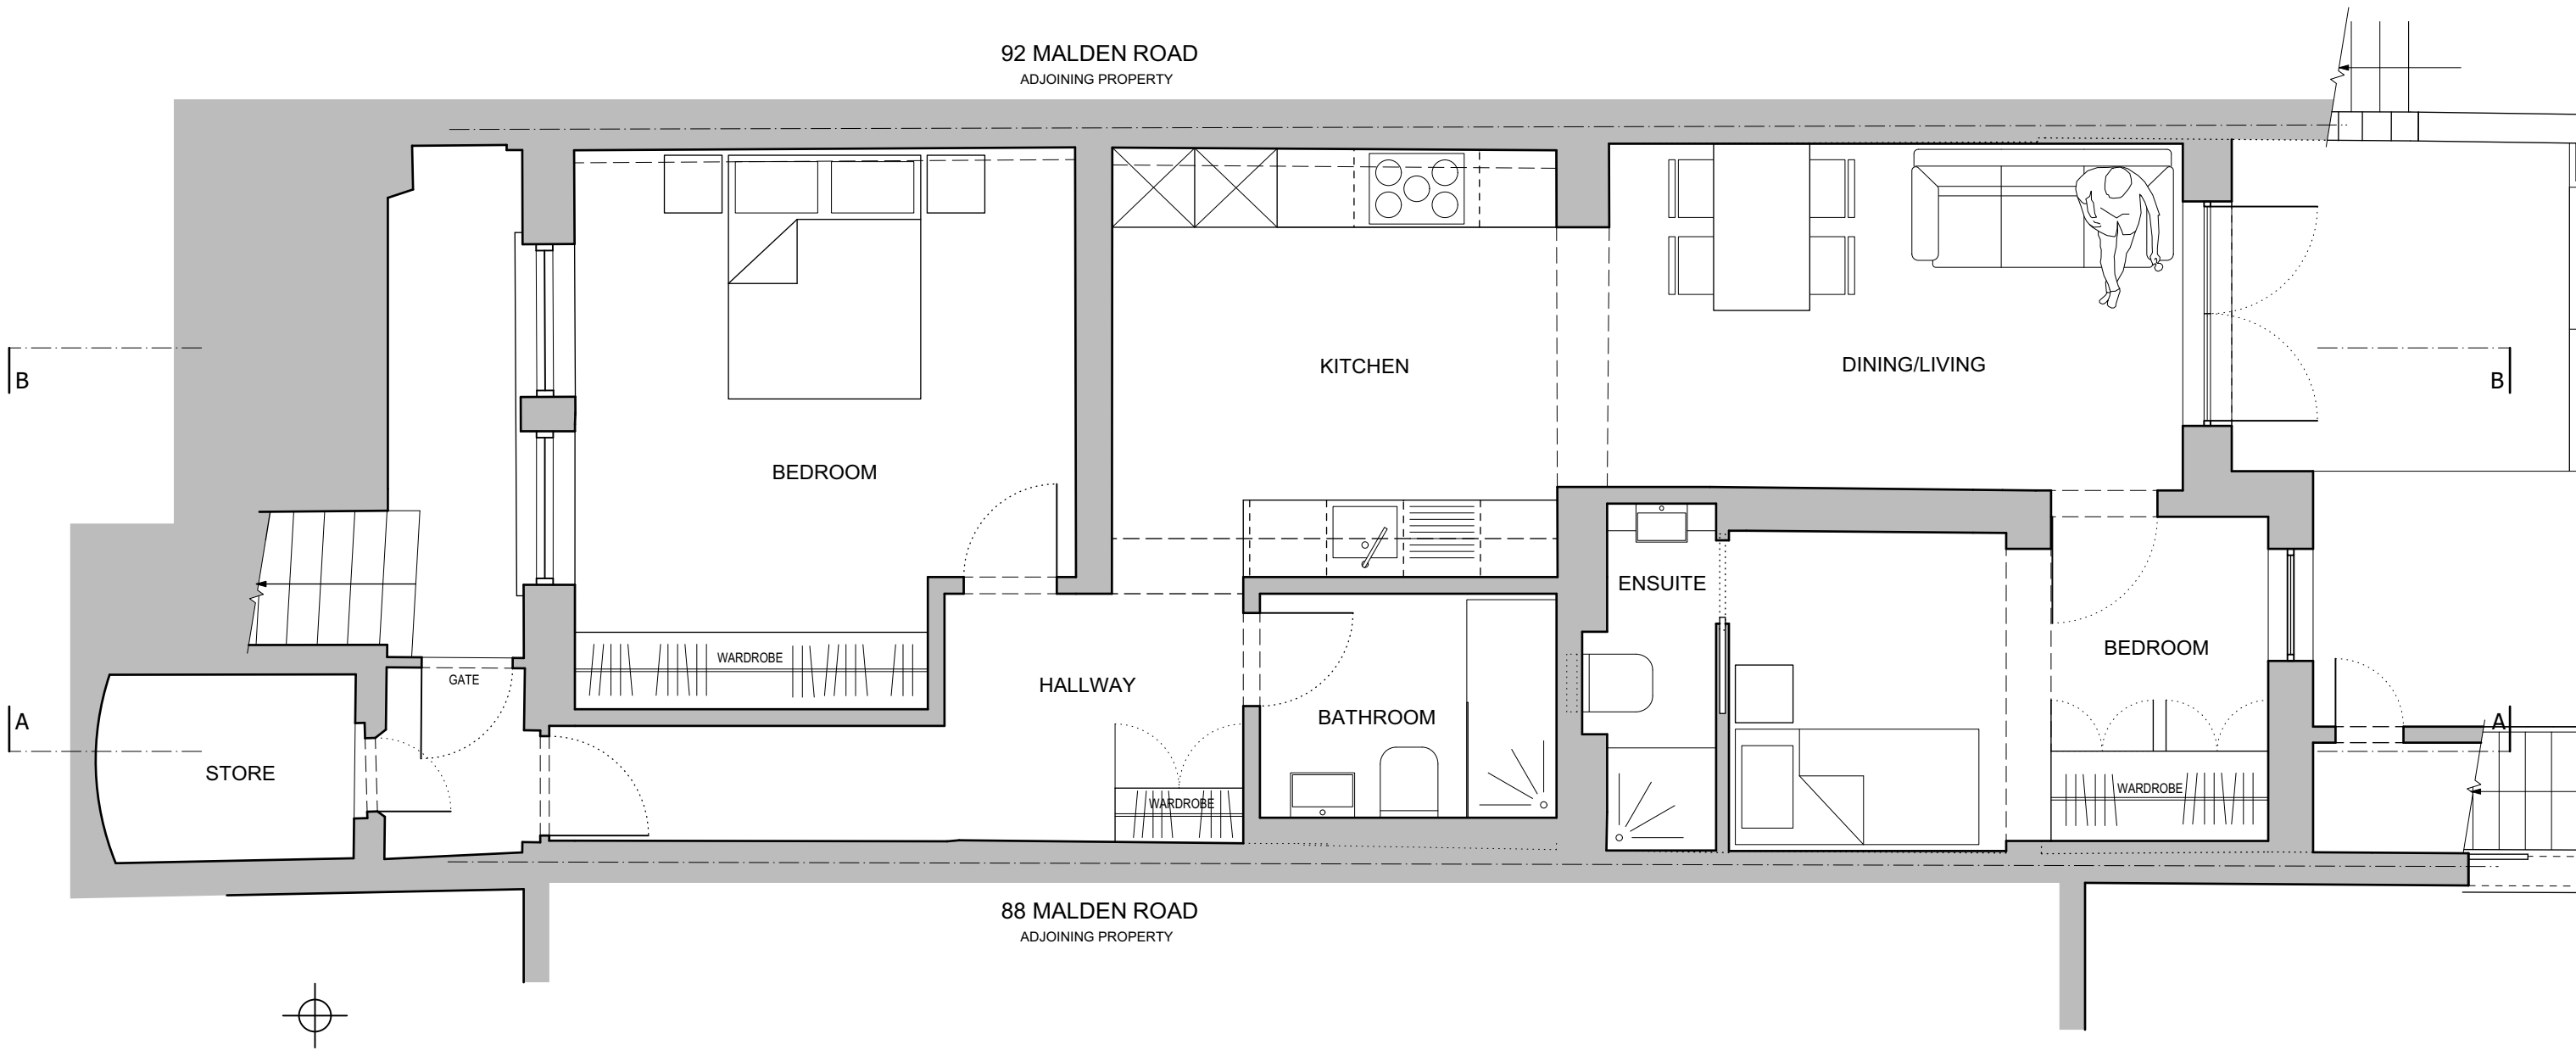 92 MALDEN ROAD
ADJOINING PROPERTY
B
KITCHEN
DINING/LIVING
B
BEDROOM
ENSUITE
BEDROOM
WARDROBE
GATE
HALLWAY
A
BATHROOM
A
STORE
WARDROBE
WARDROBE
88 MALDEN ROAD
ADJOINING PROPERTY